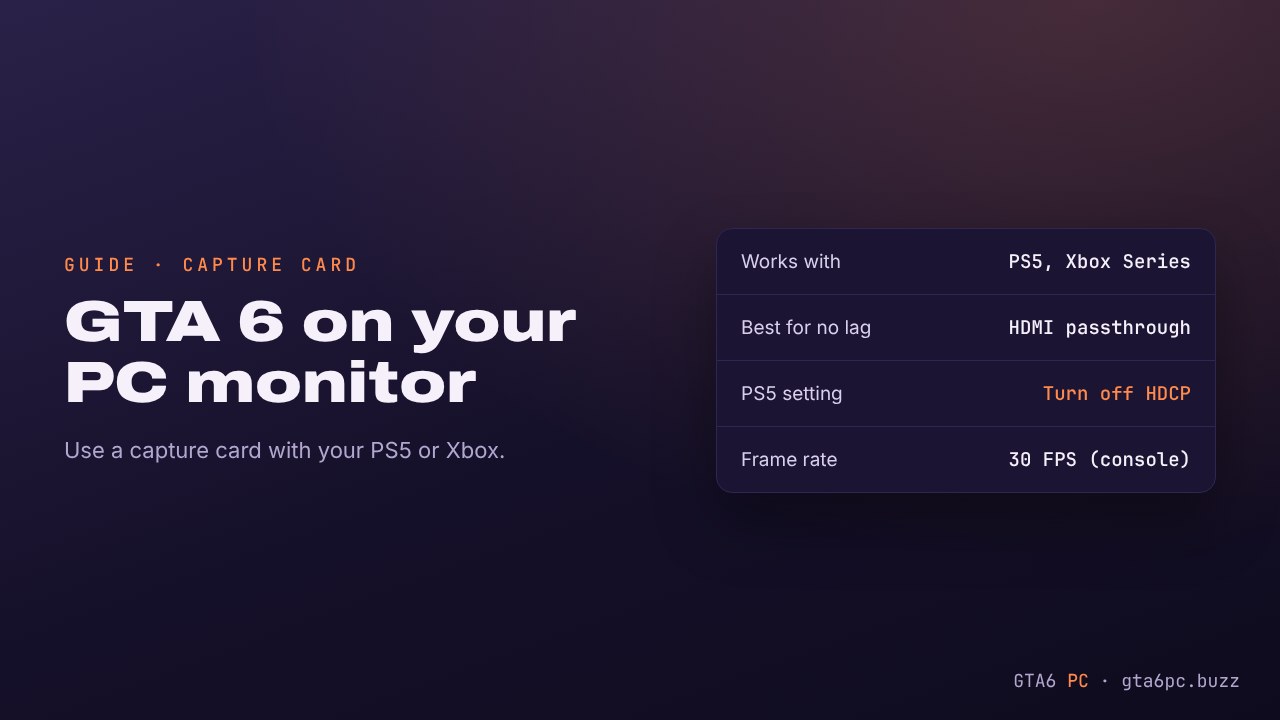 GUIDE · CAPTURE CARD
GTA 6 on your
PC monitor
Use a capture card with your PS5 or Xbox.
Works with PS5, Xbox Series
Best for no lag HDMI passthrough
PS5 setting Turn off HDCP
Frame rate 30 FPS (console)
GTA6 PC · gta6pc.buzz